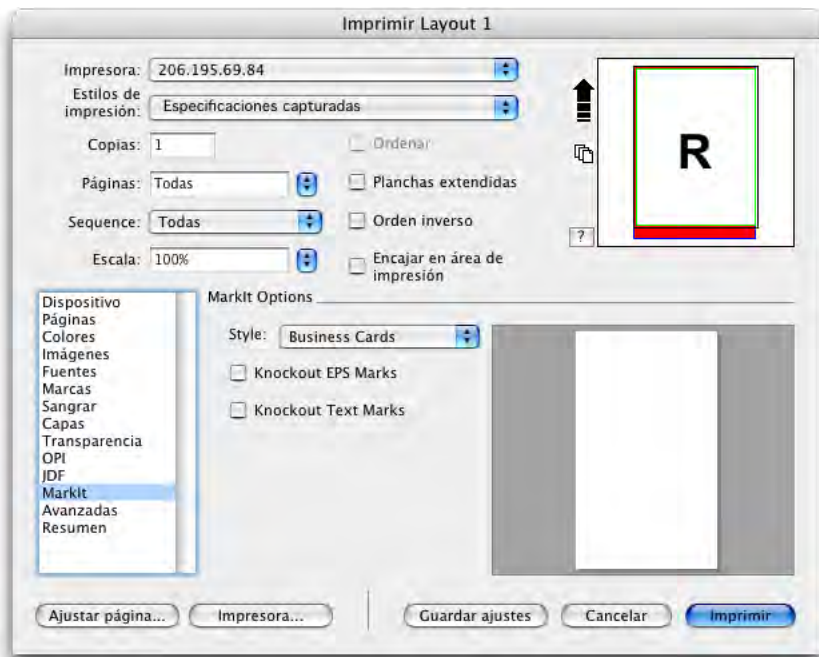 Imprimir Layout 1
Impresora: 206.195.69.84
Estilos de
impresión: Especificaciones capturadas
Copias: 1
Ordenar
Páginas: Todas
Planchas extendidas
Sequence: Todas
Orden inverso
Escala: 100%
Encajar en área de
impresión
R
?
Dispositivo
Páginas
Colores
Imágenes
Fuentes
Marcas
Sangrar
Capas
Transparencia
OPI
JDF
MarkIt
Avanzadas
Resumen
MarkIt Options
Style: Business Cards
Knockout EPS Marks
Knockout Text Marks
Ajustar página...
Impresora...
Guardar ajustes
Cancelar
Imprimir